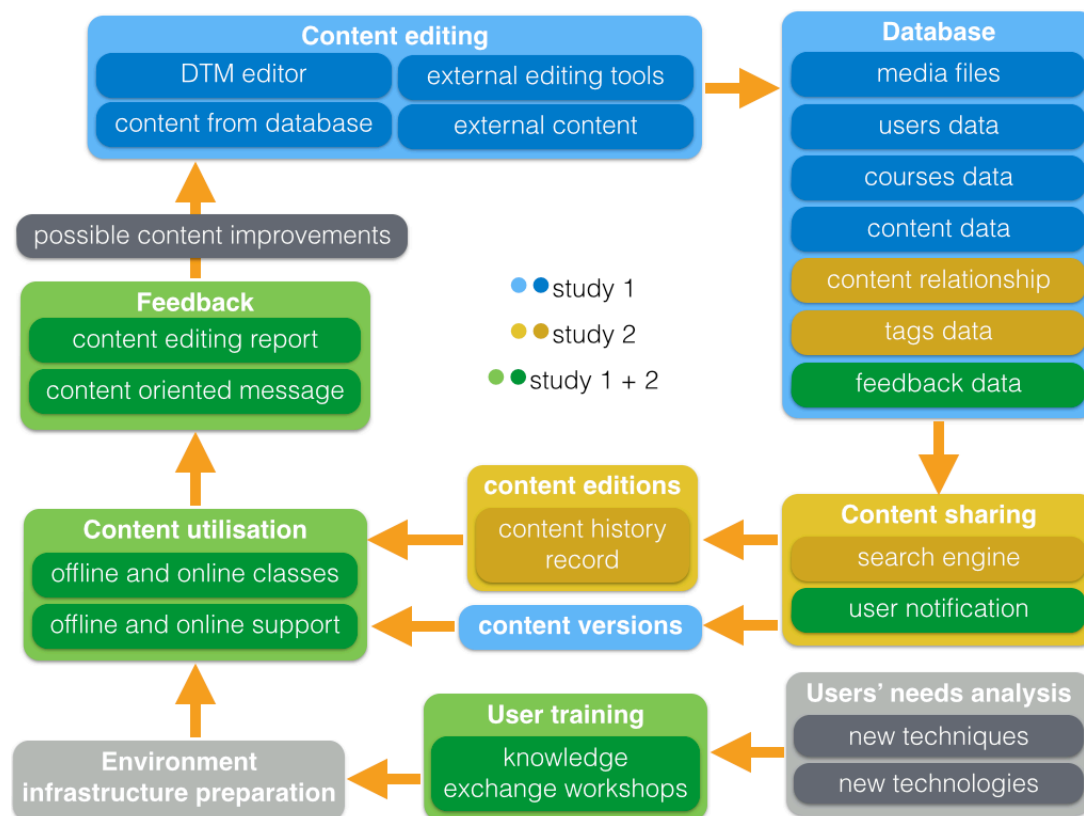 Content editing
DTM editor
external editing tools
content from database
external content
Database
media files
users data
courses data
content data
content relationship
tags data
feedback data
possible content improvements
Feedback
content editing report
content oriented message
study 1
study 2
study 1 + 2
Content utilisation
offline and online classes
offline and online support
content editions
content history
record
content versions
Content sharing
search engine
user notification
Environment
infrastructure preparation
User training
knowledge
exchange workshops
Users' needs analysis
new techniques
new technologies